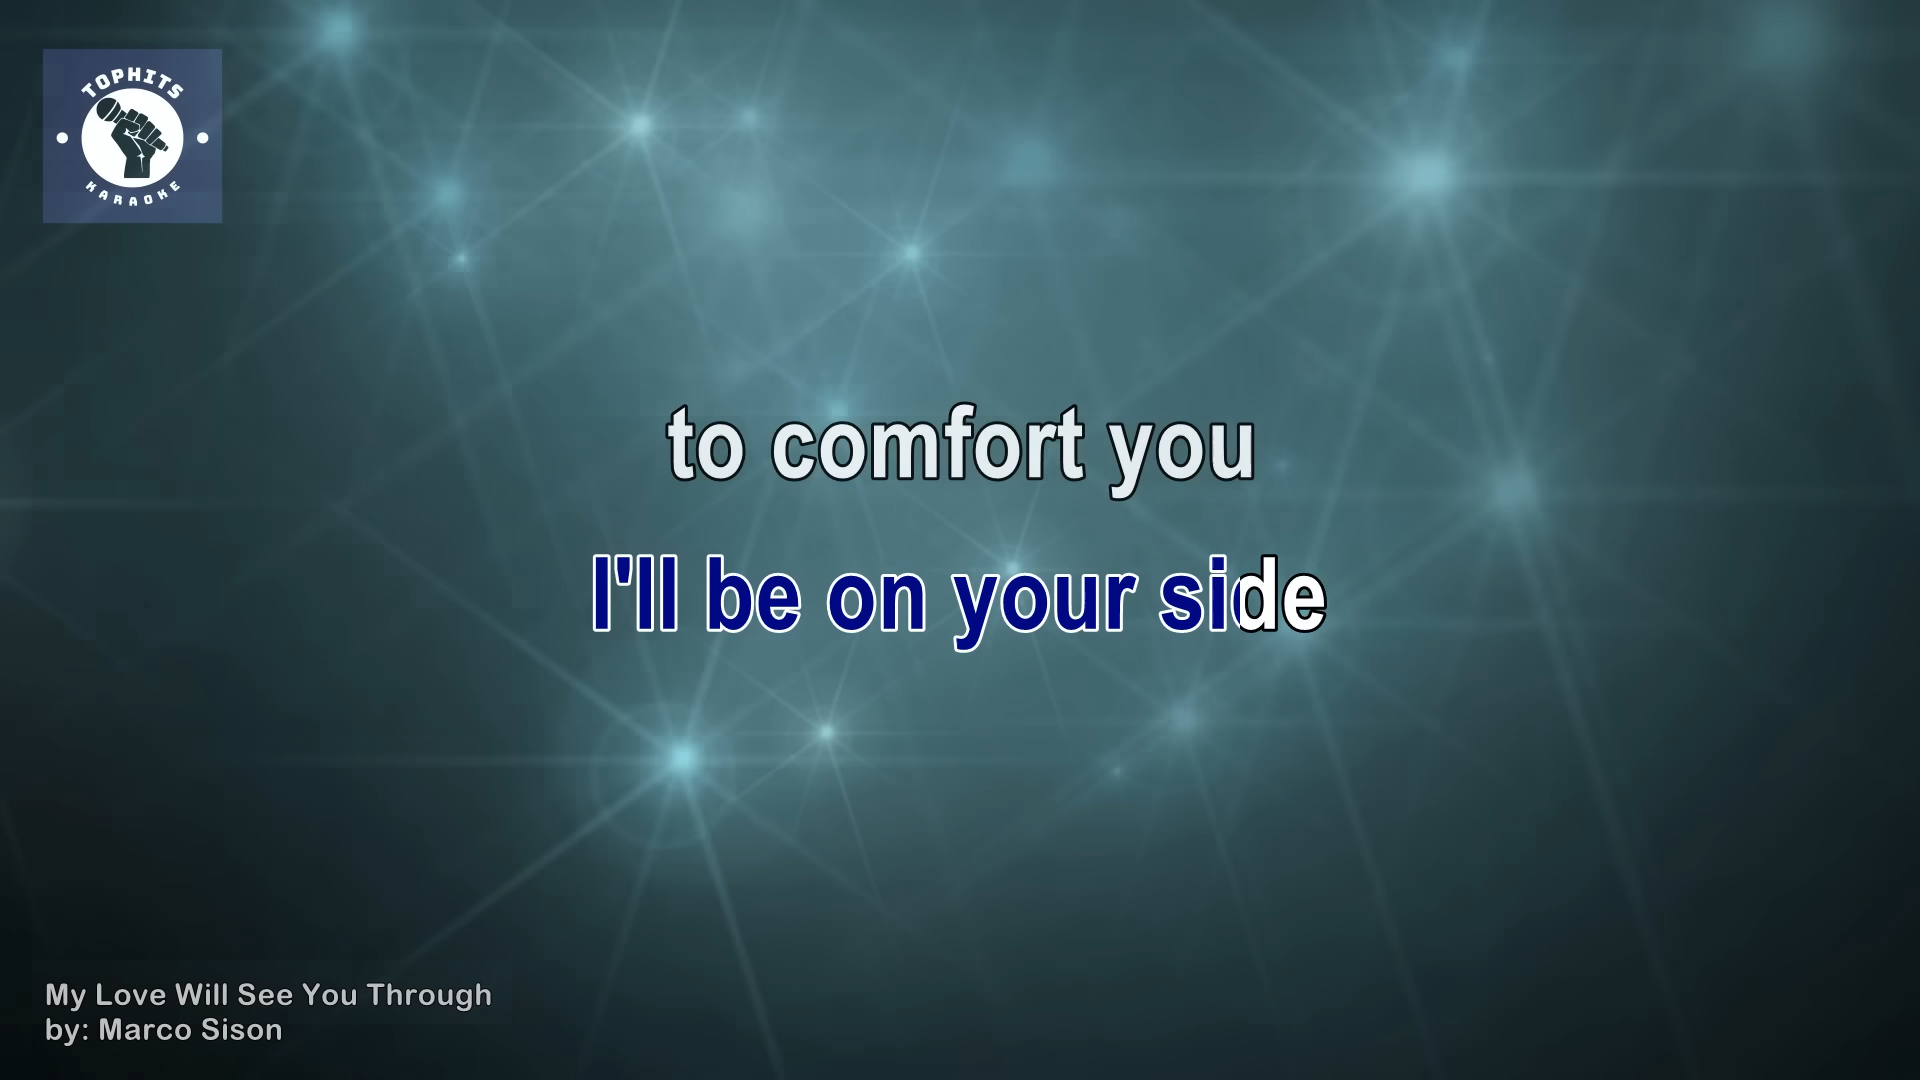 TOPHITS
KARAOKE
to comfort you
I'll be on your side
My Love Will See You Through
by: Marco Sison